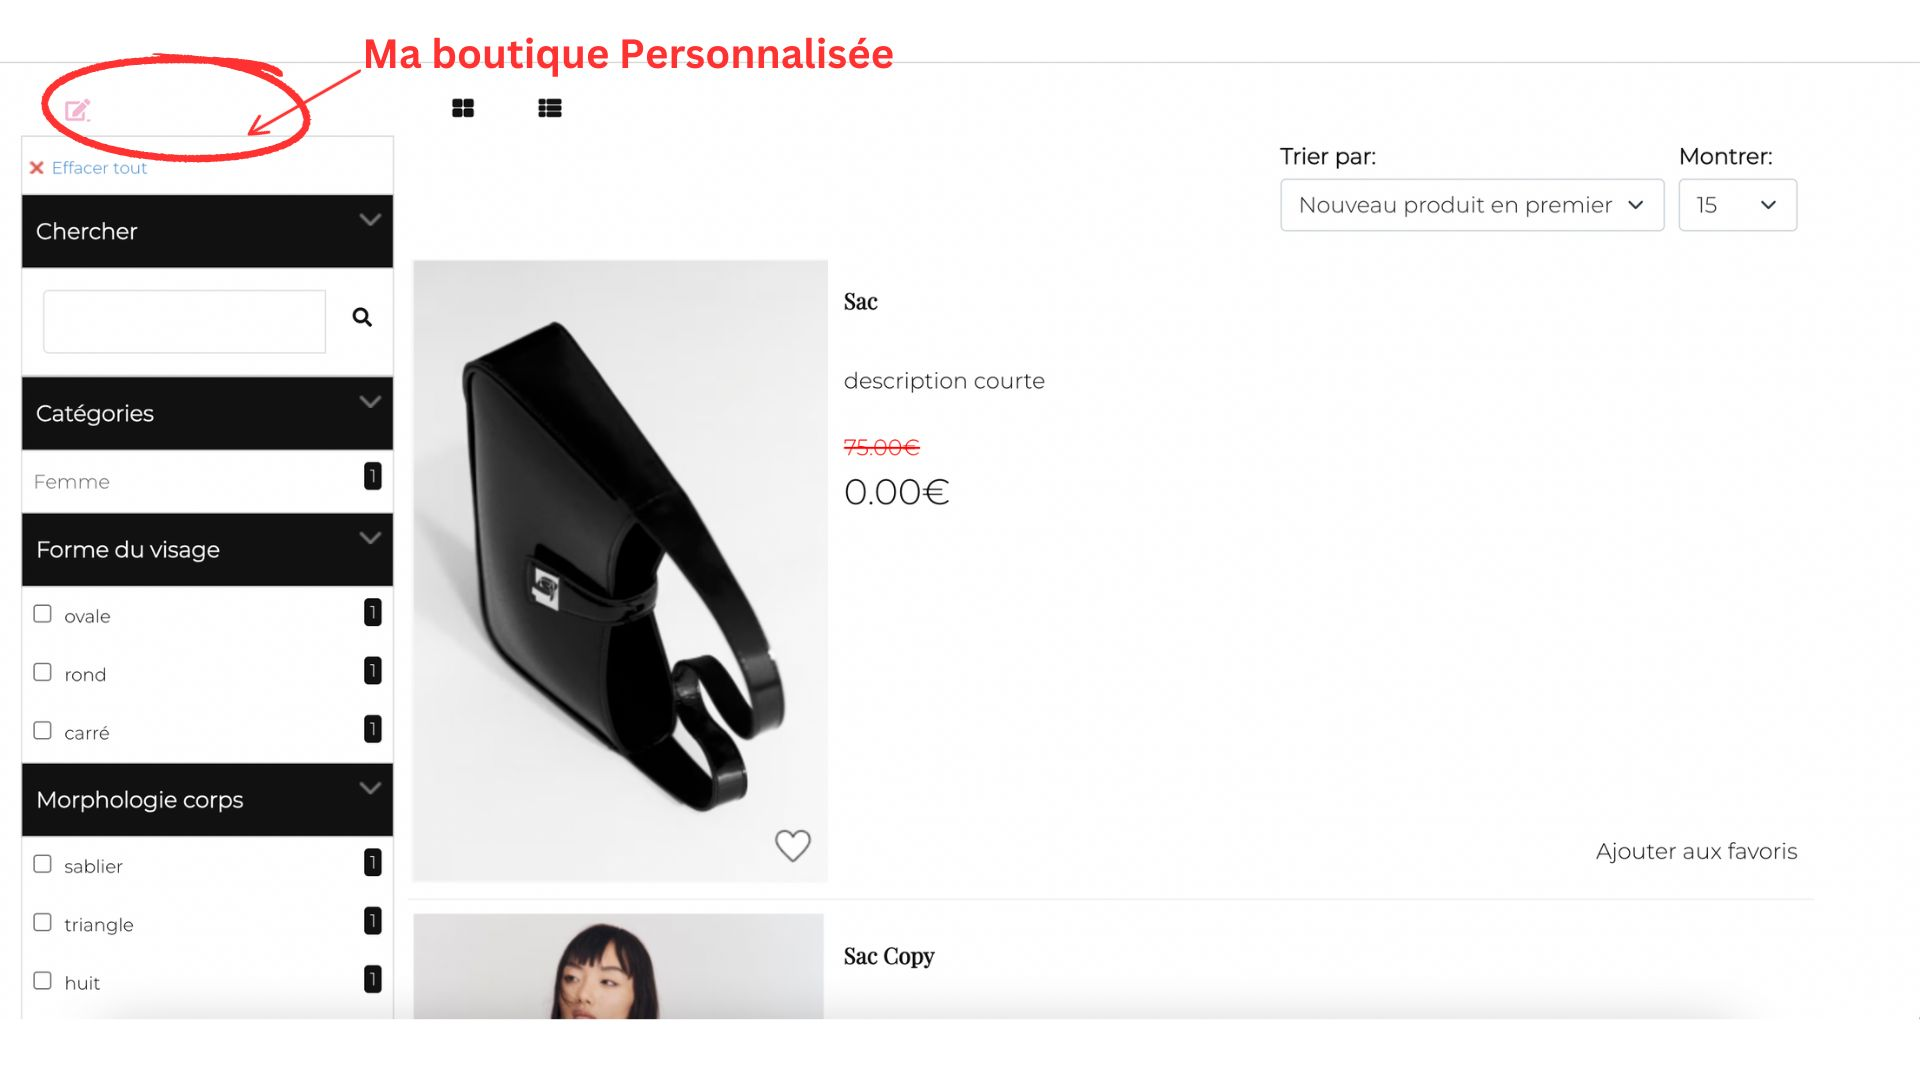 Ma boutique Personnalisée
Effacer tout
Trier par:
Montrer:
Nouveau produit en premier
15
Chercher
Catégories
Femme 1
Forme du visage
ovale 1
rond 1
carré 1
Morphologie corps
sablier 1
triangle 1
huit 1
Sac
description courte
75.00€
0.00€
Ajouter aux favoris
Sac Copy